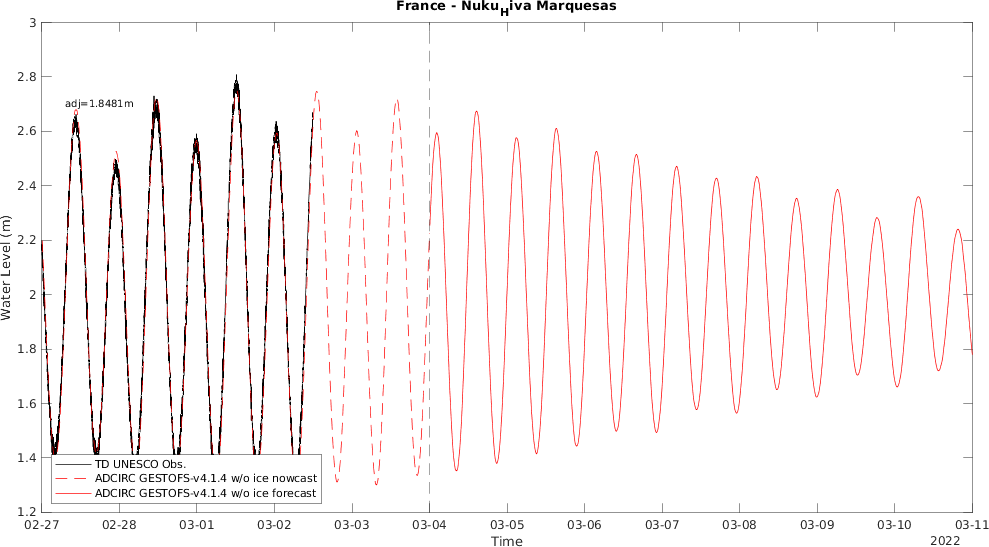 France - Nuku Hiva Marquesas
3
2.8
2.6
2.4
2.2
2
1.8
1.6
1.4
1.2
Water Level (m)
adj=1.8481m
TD UNESCO Obs.
ADCIRC GESTOFS-v4.1.4 w/o ice nowcast
ADCIRC GESTOFS-v4.1.4 w/o ice forecast
02-27 02-28 03-01 03-02 03-03 03-04 03-05 03-06 03-07 03-08 03-09 03-10 03-11
Time
2022